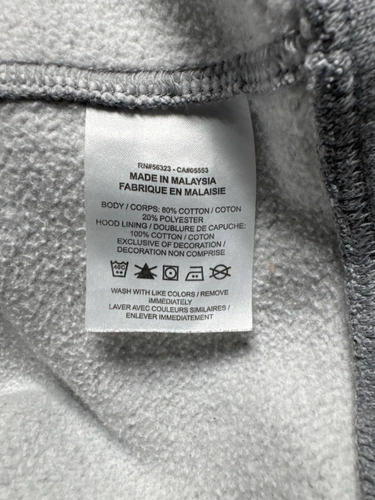 RN#56323 - CA#05553
MADE IN MALAYSIA
FABRIQUE EN MALAISIE
BODY / CORPS: 80% COTTON / COTON
20% POLYESTER
HOOD LINING / DOUBLURE DE CAPUCHE:
100% COTTON / COTON
EXCLUSIVE OF DECORATION /
DECORATION NON COMPRISE
40C
WASH WITH LIKE COLORS / REMOVE
IMMEDIATELY
LAVER AVEC COULEURS SIMILAIRES /
ENLEVER IMMEDIATEMENT